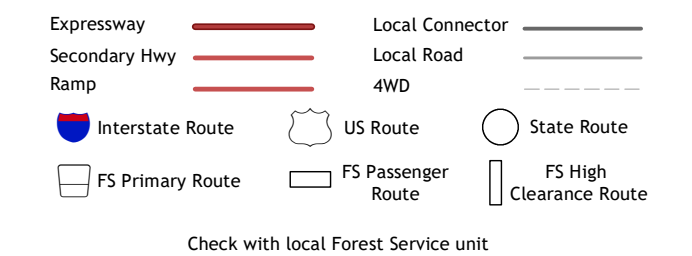 Expressway
Local Connector
Secondary Hwy
Local Road
Ramp
4WD
Interstate Route
US Route
State Route
FS Primary Route
FS Passenger
Route
FS High
Clearance Route
Check with local Forest Service unit